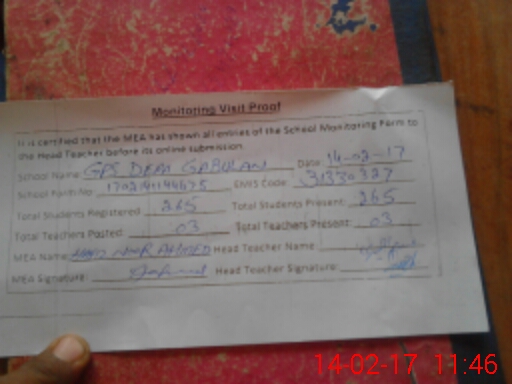 Monitoring Visit Proof
It is certified that the MEA has shown all entries of the School Monitoring Form to
the Head Teacher before its online submission.
School Name: GPS DERA GABULAN Date: 14-02-17
School Form No: EMIS Code: 31330327
Total Students Registered: 265 Total Students Present: 265
Total Teachers Posted: 03 Total Teachers Present: 03
MEA Name: Head Teacher Name:
MEA Signature: Head Teacher Signature:
14-02-17 11:46